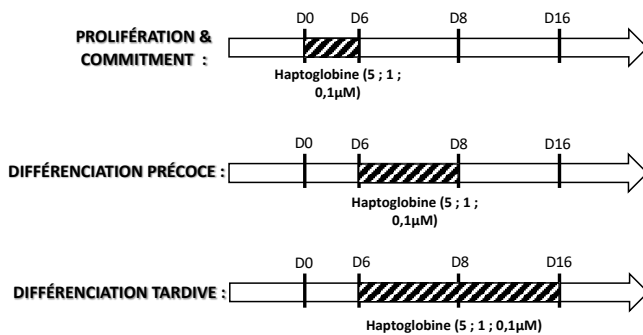 D0 D6 D8 D16
PROLIFÉRATION &
COMMITMENT :
Haptoglobine (5 ; 1 ;
0,1µM)
D0 D6 D8 D16
DIFFÉRENCIATION PRÉCOCE :
Haptoglobine (5 ; 1 ;
0,1µM)
D0 D6 D8 D16
DIFFÉRENCIATION TARDIVE :
Haptoglobine (5 ; 1 ; 0,1µM)